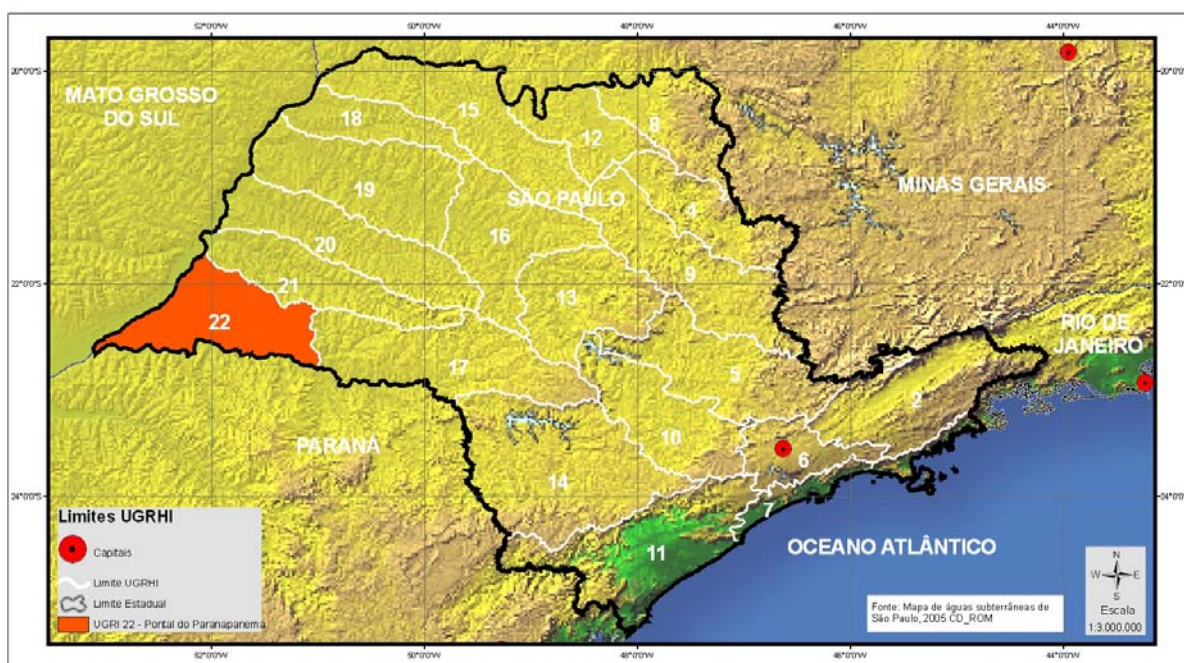 52°0'0"W 50°0'0"W 48°0'0"W 46°0'0"W 44°0'0"W
20°0'0"S 20°0'0"S
MATO GROSSO
DO SUL
15
18
12
8
MINAS GERAIS
SÃO PAULO
19
4
16
20
9
22°0'0"S 22°0'0"S
21
13
22
RIO DE
JANEIRO
17
5
2
PARANÁ
10
6
14
24°0'0"S 24°0'0"S
7
11
OCEANO ATLÂNTICO
Limites UGRHI
Capitais
Limite UGRHI
Limite Estadual
UGRI 22 - Pontal do Paranapanema
Fonte: Mapa de águas subterrâneas de
São Paulo, 2005 CD_ROM
N
W E
S
Escala
1:3.000.000
52°0'0"W 50°0'0"W 48°0'0"W 46°0'0"W 44°0'0"W